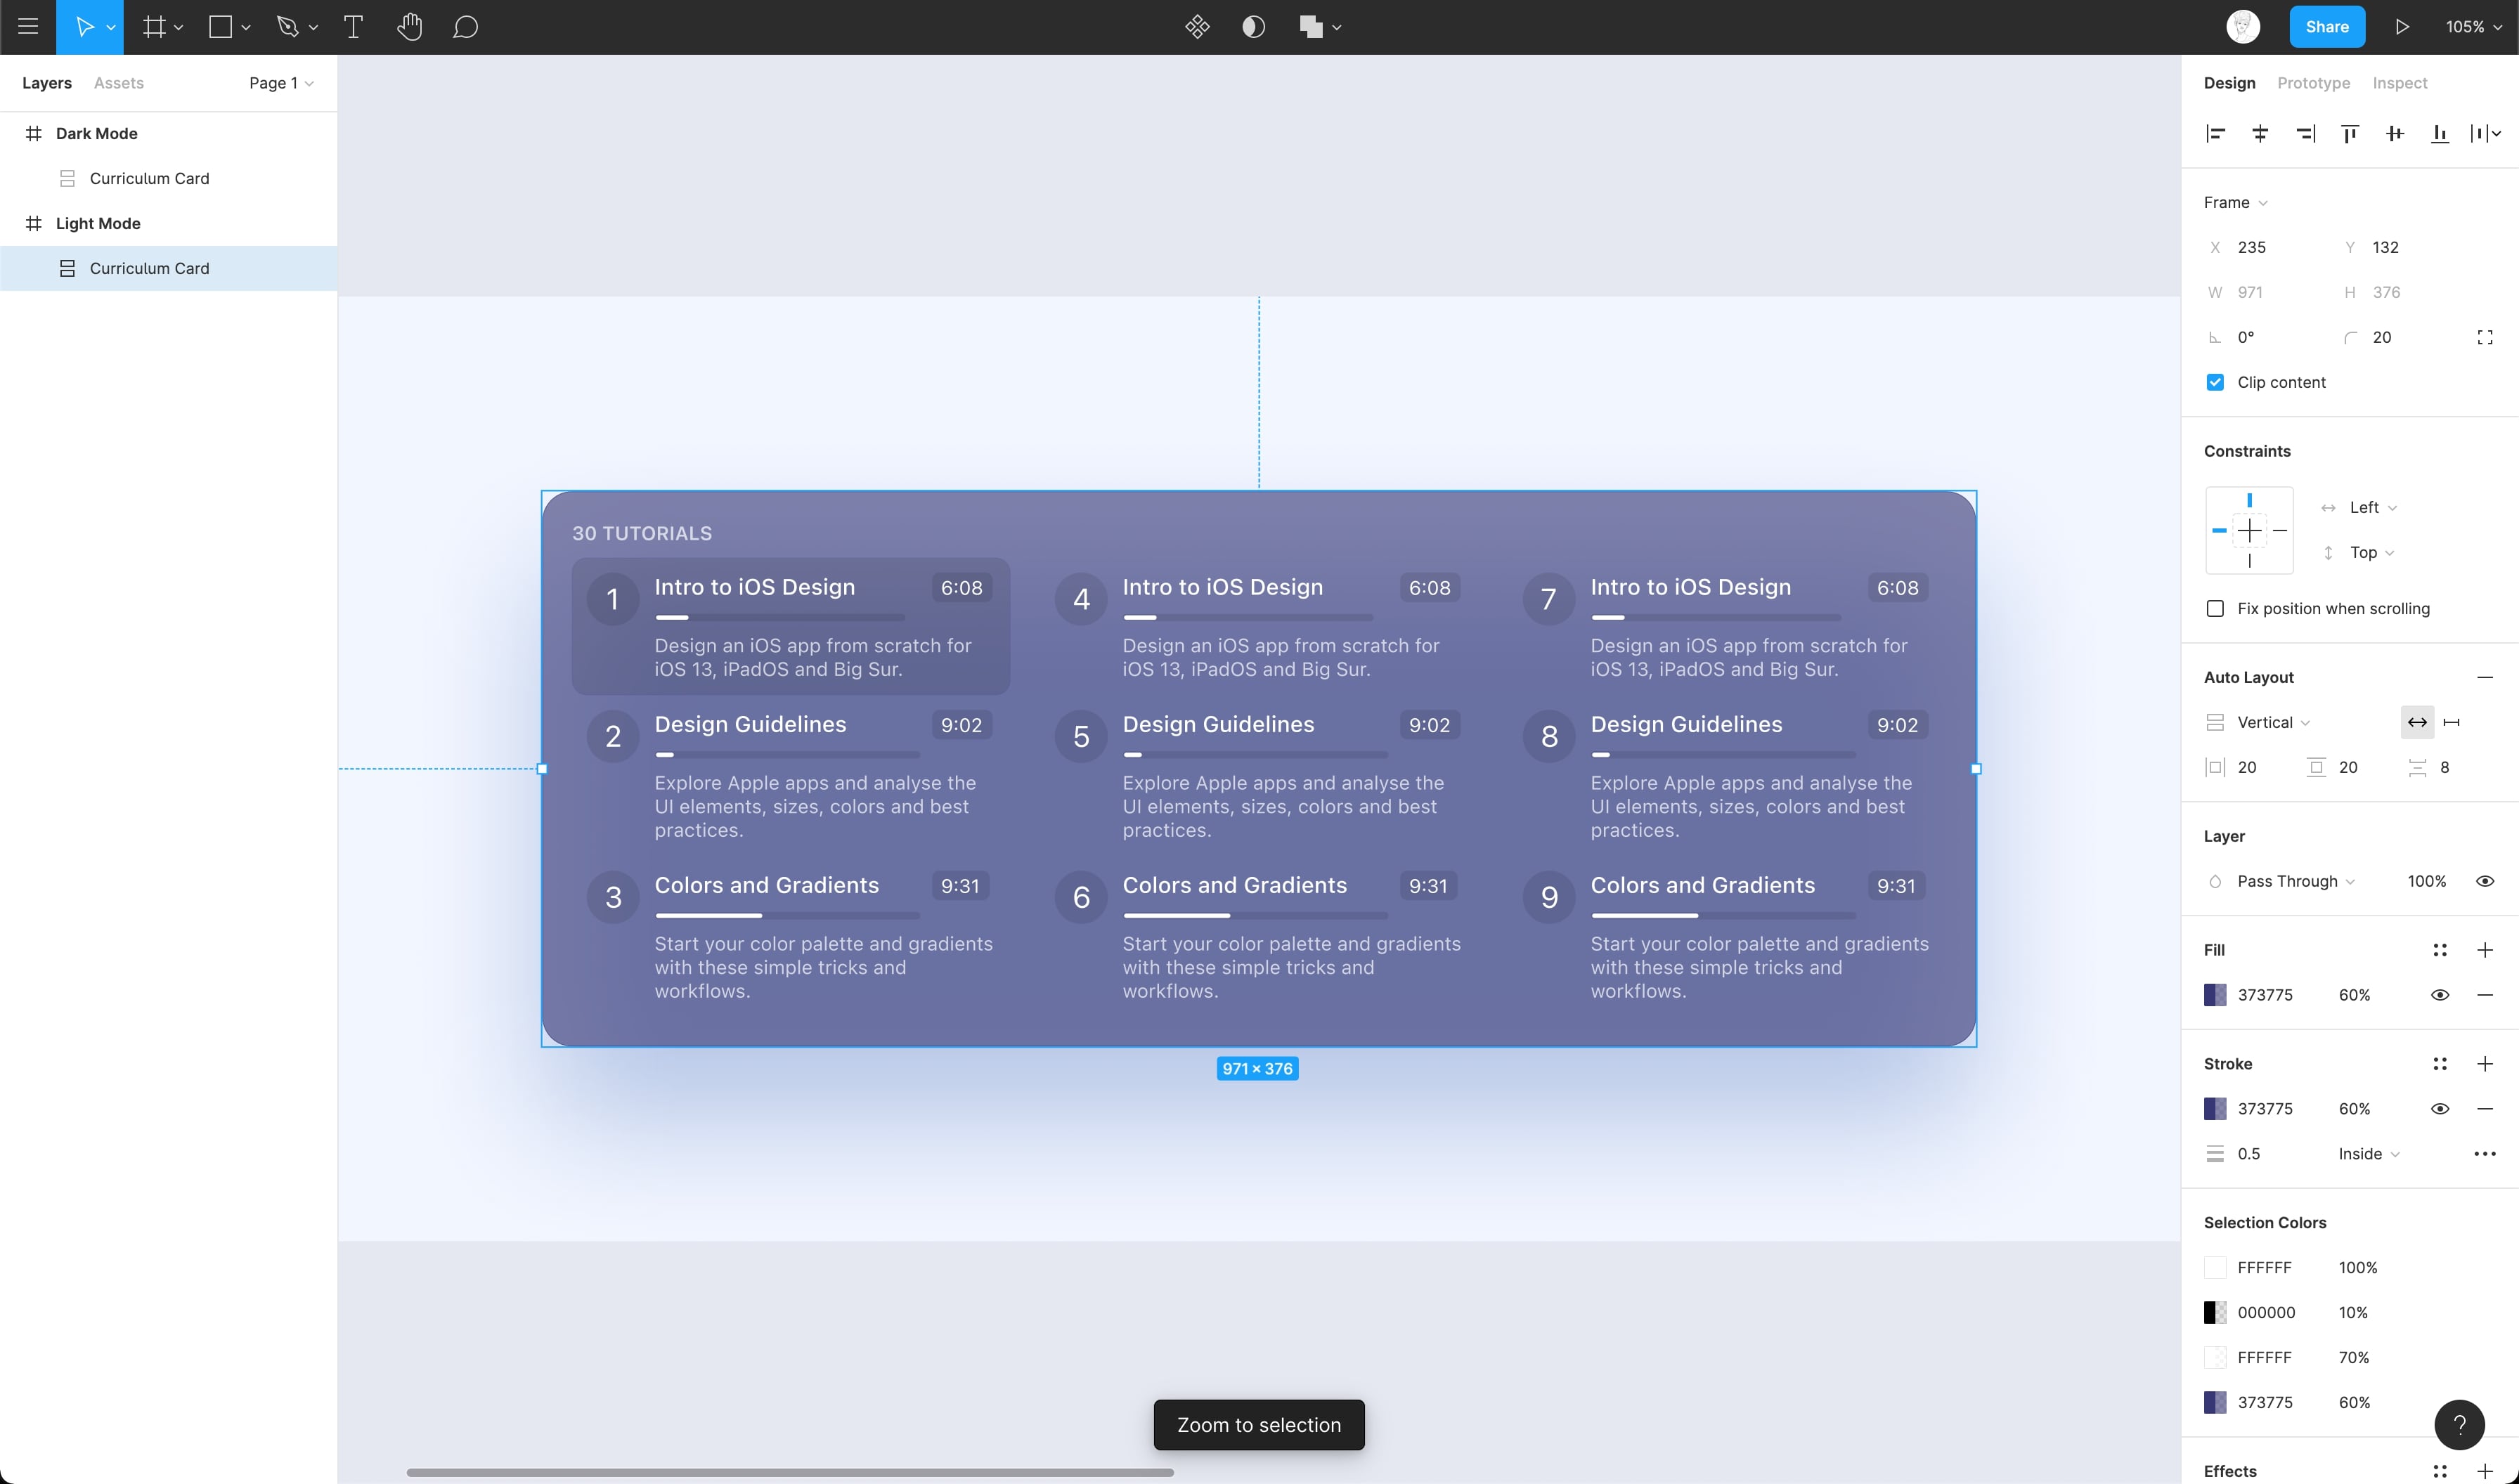 Share
105%
Layers
Assets
Page 1
Dark Mode
Curriculum Card
Light Mode
Curriculum Card
30 TUTORIALS
1
Intro to iOS Design
6:08
Design an iOS app from scratch for
iOS 13, iPadOS and Big Sur.
2
Design Guidelines
9:02
Explore Apple apps and analyse the
UI elements, sizes, colors and best
practices.
3
Colors and Gradients
9:31
Start your color palette and gradients
with these simple tricks and
workflows.
4
Intro to iOS Design
6:08
Design an iOS app from scratch for
iOS 13, iPadOS and Big Sur.
5
Design Guidelines
9:02
Explore Apple apps and analyse the
UI elements, sizes, colors and best
practices.
6
Colors and Gradients
9:31
Start your color palette and gradients
with these simple tricks and
workflows.
7
Intro to iOS Design
6:08
Design an iOS app from scratch for
iOS 13, iPadOS and Big Sur.
8
Design Guidelines
9:02
Explore Apple apps and analyse the
UI elements, sizes, colors and best
practices.
9
Colors and Gradients
9:31
Start your color palette and gradients
with these simple tricks and
workflows.
971 × 376
Zoom to selection
Design
Prototype
Inspect
Frame
X 235 Y 132
W 971 H 376
0° 20
Clip content
Constraints
Left
Top
Fix position when scrolling
Auto Layout
Vertical
20 20 8
Layer
Pass Through 100%
Fill
373775 60%
Stroke
373775 60%
0.5 Inside
Selection Colors
FFFFFF 100%
000000 10%
FFFFFF 70%
373775 60%
?
Effects